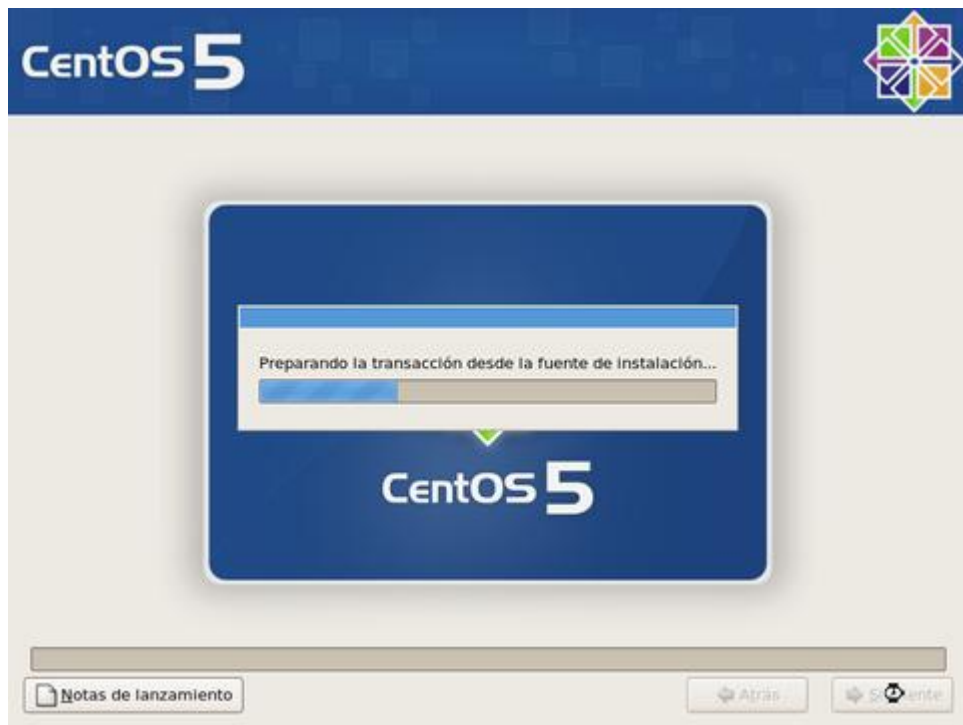 CentOS 5
Preparando la transacción desde la fuente de instalación...
CentOS 5
Notas de lanzamiento
Atrás